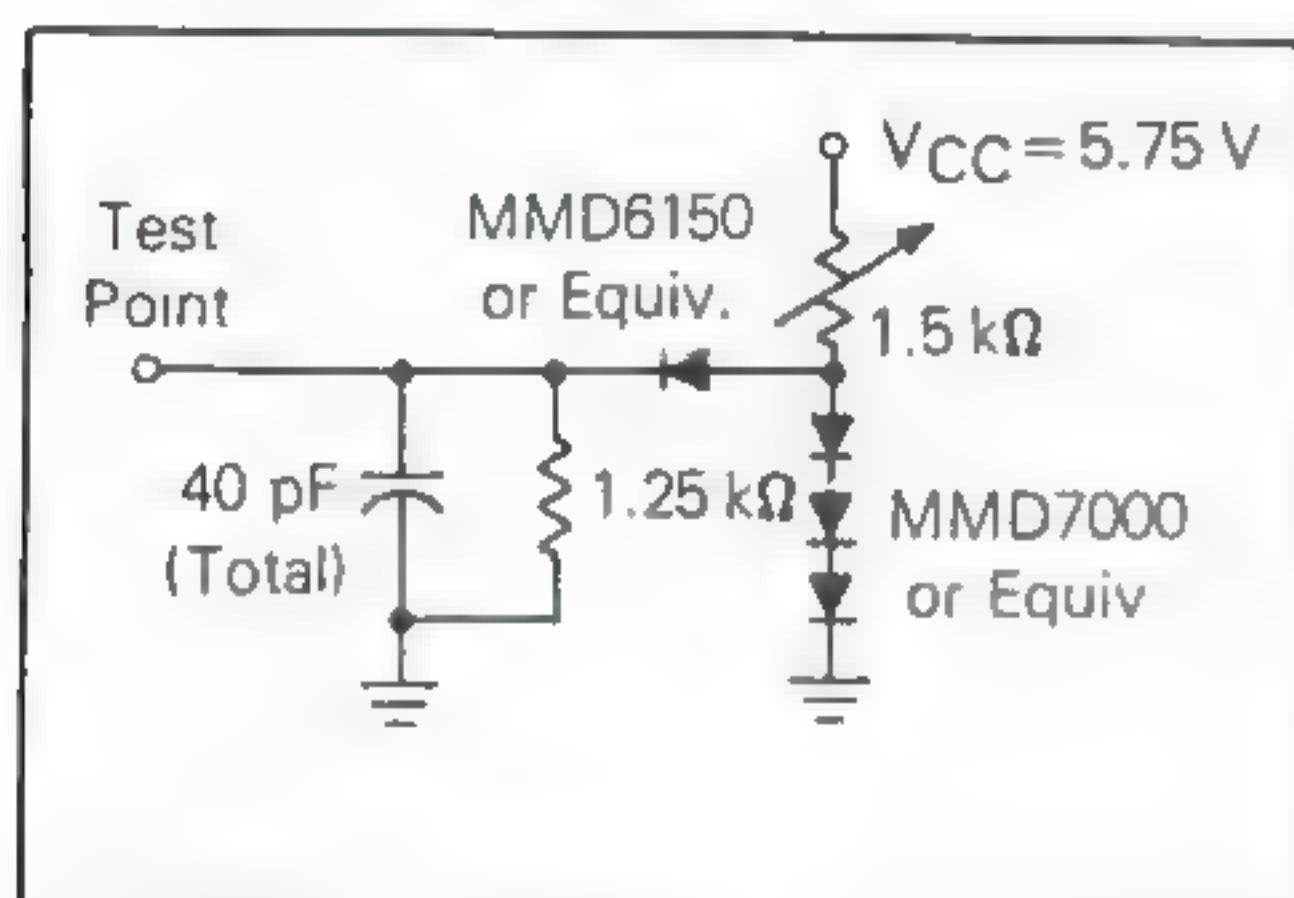 VCC = 5.75 V
Test
Point
MMD6150
or Equiv.
1.5 kΩ
40 pF
(Total)
1.25 kΩ
MMD7000
or Equiv